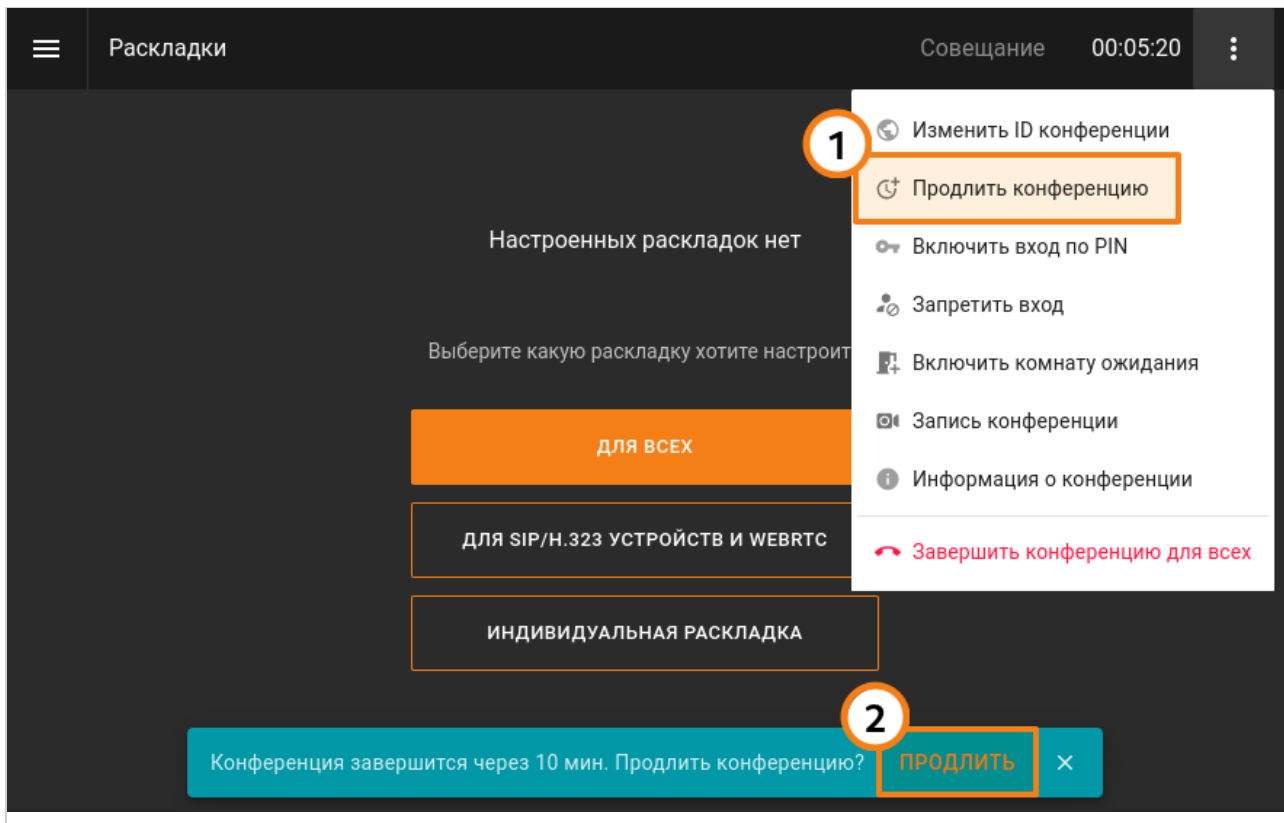 Раскладки
Совещание
00:05:20
1
Изменить ID конференции
Продлить конференцию
Включить вход по PIN
Запретить вход
Включить комнату ожидания
Запись конференции
Информация о конференции
Завершить конференцию для всех
Настроенных раскладок нет
Выберите какую раскладку хотите настроит
ДЛЯ ВСЕХ
ДЛЯ SIP/H.323 УСТРОЙСТВ И WEBRTC
ИНДИВИДУАЛЬНАЯ РАСКЛАДКА
2
Конференция завершится через 10 мин. Продлить конференцию?
ПРОДЛИТЬ